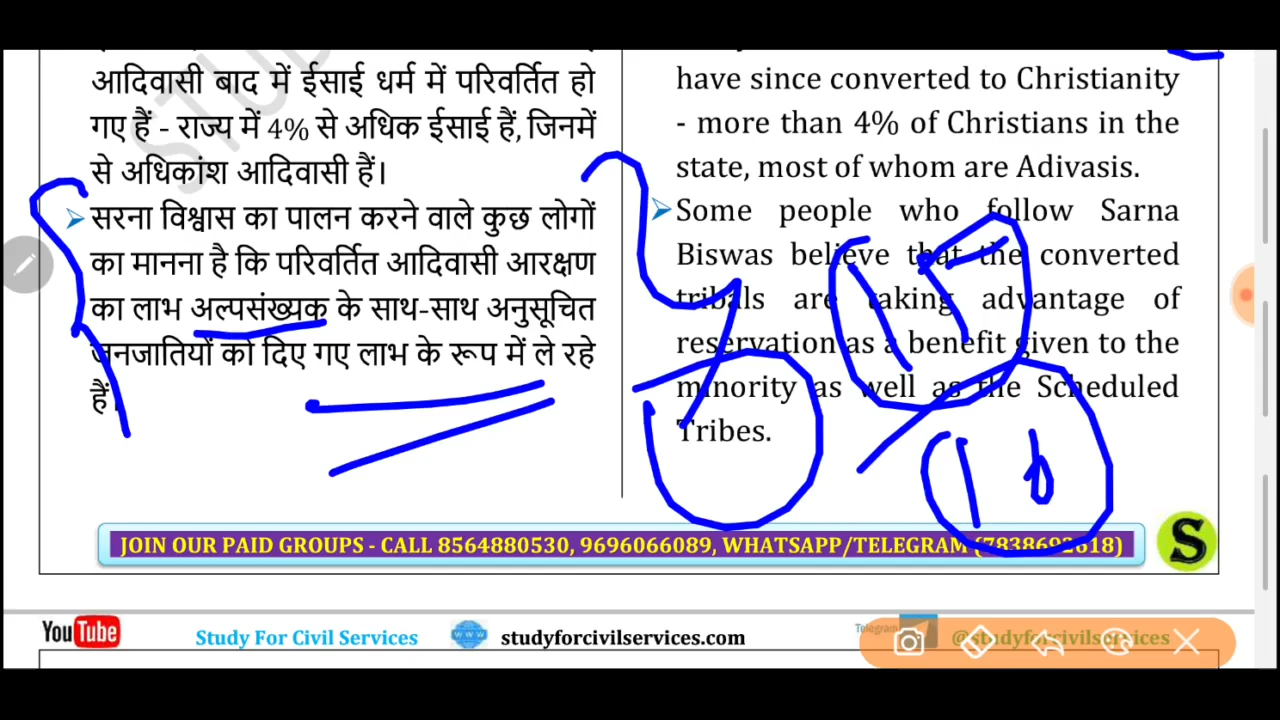 आदिवासी बाद में ईसाई धर्म में परिवर्तित हो
गए हैं - राज्य में 4% से अधिक ईसाई हैं, जिनमें
से अधिकांश आदिवासी हैं।
➤ सरना विश्वास का पालन करने वाले कुछ लोगों
का मानना है कि परिवर्तित आदिवासी आरक्षण
का लाभ अल्पसंख्यक के साथ-साथ अनुसूचित
जनजातियों को दिए गए लाभ के रूप में ले रहे
हैं।
have since converted to Christianity
- more than 4% of Christians in the
state, most of whom are Adivasis.
➤ Some people who follow Sarna
Biswas believe that the converted
tribals are taking advantage of
reservation as a benefit given to the
minority as well as the Scheduled
Tribes.
JOIN OUR PAID GROUPS - CALL 8564880530, 9696066089, WHATSAPP/TELEGRAM (7838692618)
S
YouTube Study For Civil Services www studyforcivilservices.com Telegram @studyforcivilservices